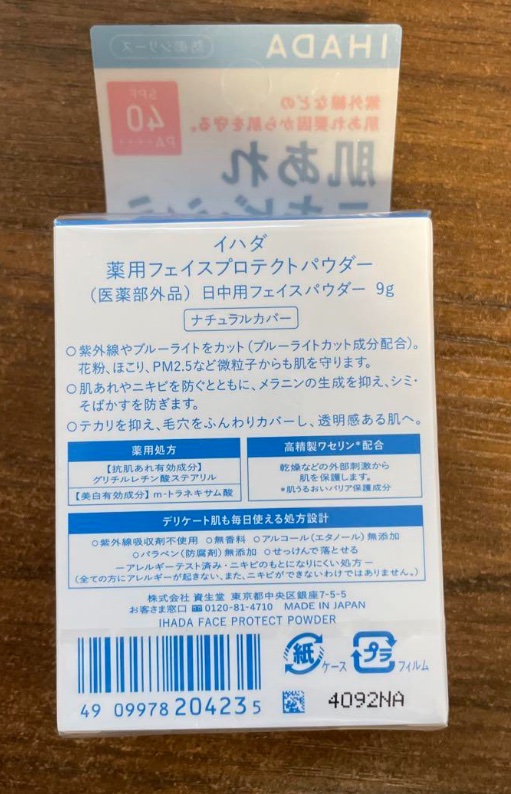 IHADA
敏感シリーズ
紫外線などの
肌あれ要因から肌を守る。
SPF
40
PA++++
肌あれ
イハダ
薬用フェイスプロテクトパウダー
(医薬部外品) 日中用フェイスパウダー 9g
ナチュラルカバー
○紫外線やブルーライトをカット(ブルーライトカット成分配合)。
花粉、ほこり、PM2.5など微粒子からも肌を守ります。
○肌あれやニキビを防ぐとともに、メラニンの生成を抑え、シミ・
そばかすを防ぎます。
○テカリを抑え、毛穴をふんわりカバーし、透明感ある肌へ。
薬用処方
【抗肌あれ有効成分】
グリチルレチン酸ステアリル
【美白有効成分】m-トラネキサム酸
高精製ワセリン*配合
乾燥などの外部刺激から
肌を保護します。
*肌うるおいバリア保護成分
デリケート肌も毎日使える処方設計
○紫外線吸収剤不使用 ○無香料 ○アルコール(エタノール)無添加
○パラベン(防腐剤)無添加 ○せっけんで落とせる
―アレルギーテスト済み・ニキビのもとになりにくい処方―
(全ての方にアレルギーが起きない、また、ニキビができないわけではありません。)
株式会社 資生堂 東京都中央区銀座7-5-5
お客さま窓口 0120-81-4710 MADE IN JAPAN
IHADA FACE PROTECT POWDER
紙 ケース プラ フィルム
4092NA
49 09978 204235